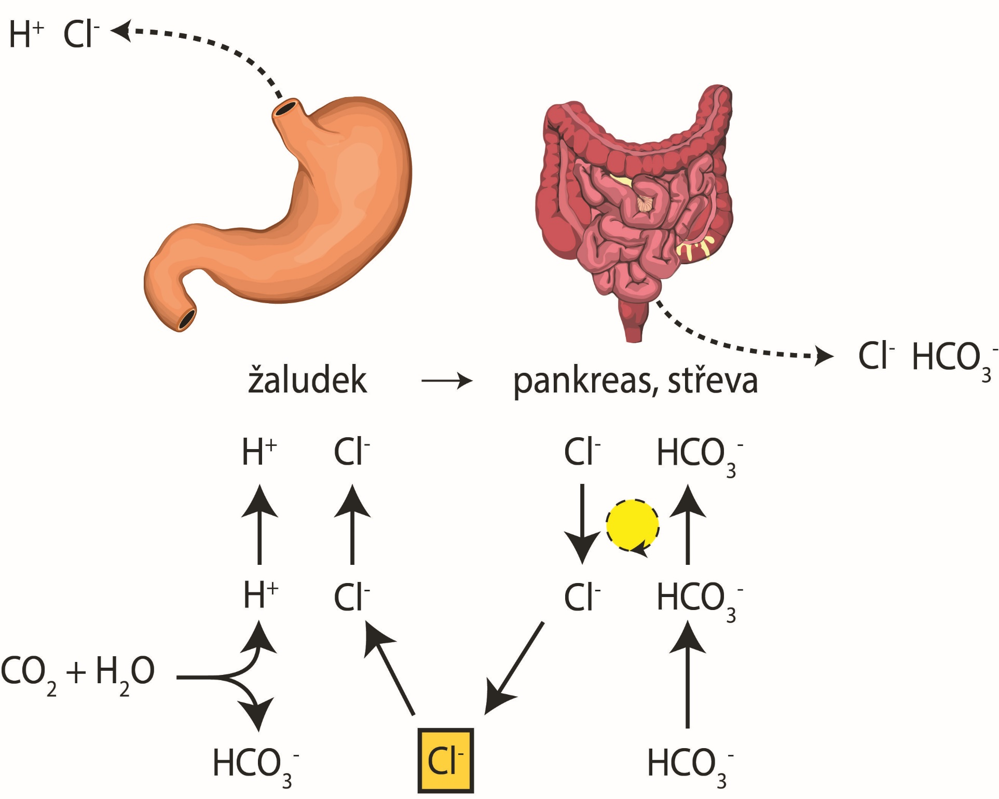 H⁺ Cl⁻
Cl⁻ HCO₃⁻
žaludek → pankreas, střeva
H⁺ Cl⁻ Cl⁻ HCO₃⁻
H⁺ Cl⁻ Cl⁻ HCO₃⁻
CO₂ + H₂O
HCO₃⁻ Cl⁻ HCO₃⁻